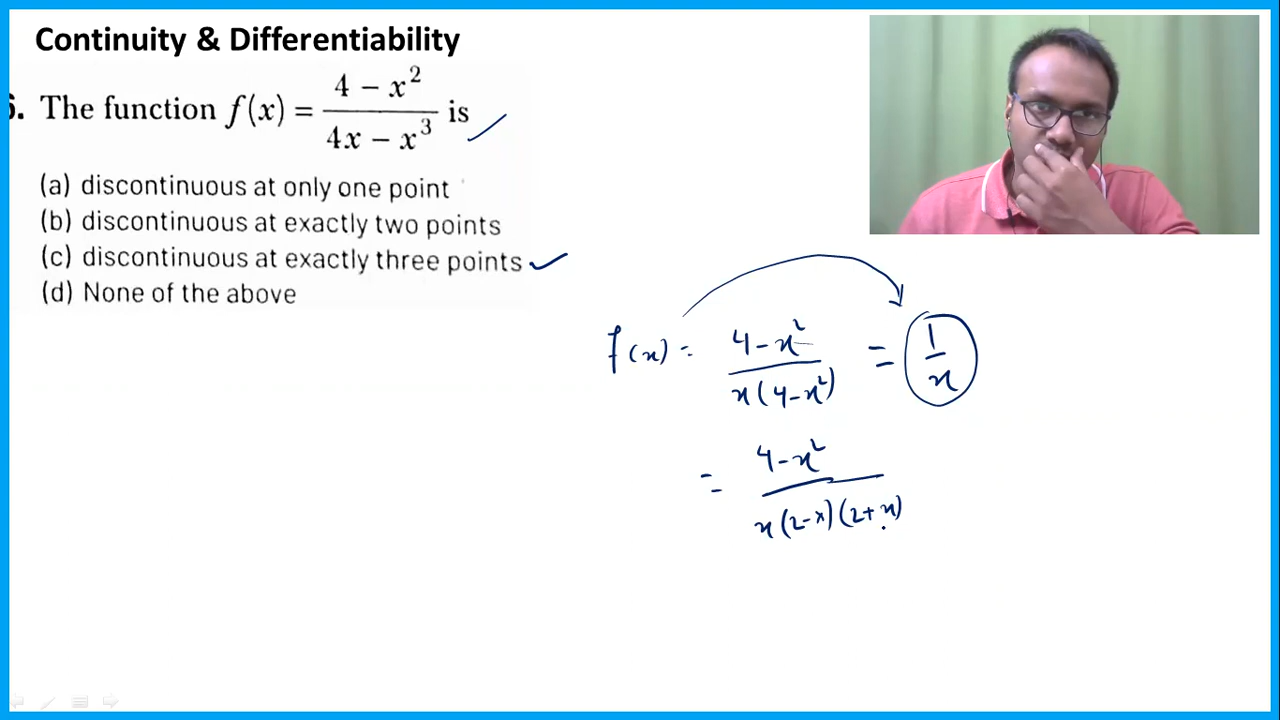 Continuity & Differentiability
6. The function f(x) = (4 − x²)/(4x − x³) is
(a) discontinuous at only one point
(b) discontinuous at exactly two points
(c) discontinuous at exactly three points
(d) None of the above
f(x) = (4-x²)/(x(4-x²)) = 1/x
= (4-x²)/(x(2-x)(2+x))